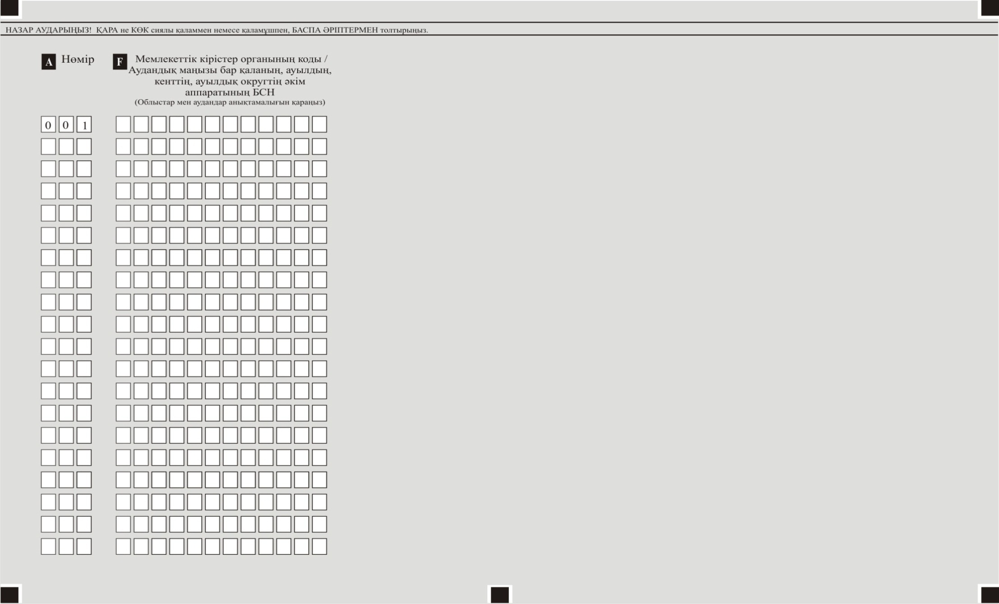 НАЗАР АУДАРЫҢЫЗ! ҚАРА не КӨК сиялы қаламмен немесе қаламұшпен, БАСПА ӘРІПТЕРМЕН толтырыңыз.
A Нөмір
F Мемлекеттік кірістер органының коды /
Аудандық маңызы бар қаланың, ауылдың,
кенттің, ауылдық округтің әкім
аппаратының БСН
(Облыстар мен аудандар анықтамалығын қараңыз)
0 0 1